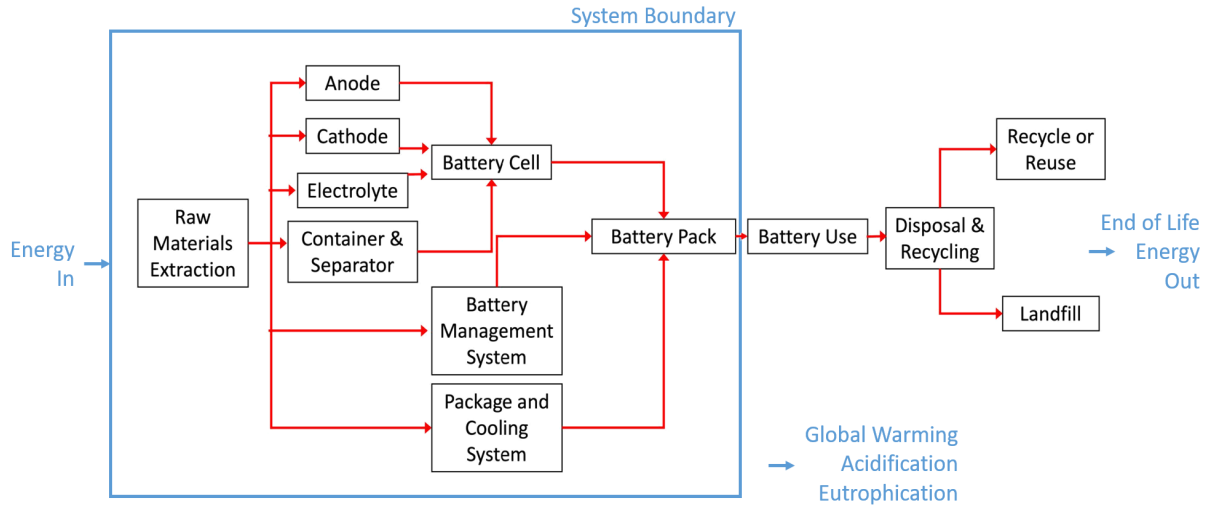 System Boundary
Anode
Cathode
Battery Cell
Electrolyte
Raw
Materials
Extraction
Container &
Separator
Battery
Management
System
Package and
Cooling
System
Battery Pack
Battery Use
Disposal &
Recycling
Recycle or
Reuse
Landfill
Energy
In
End of Life
Energy
Out
Global Warming
Acidification
Eutrophication